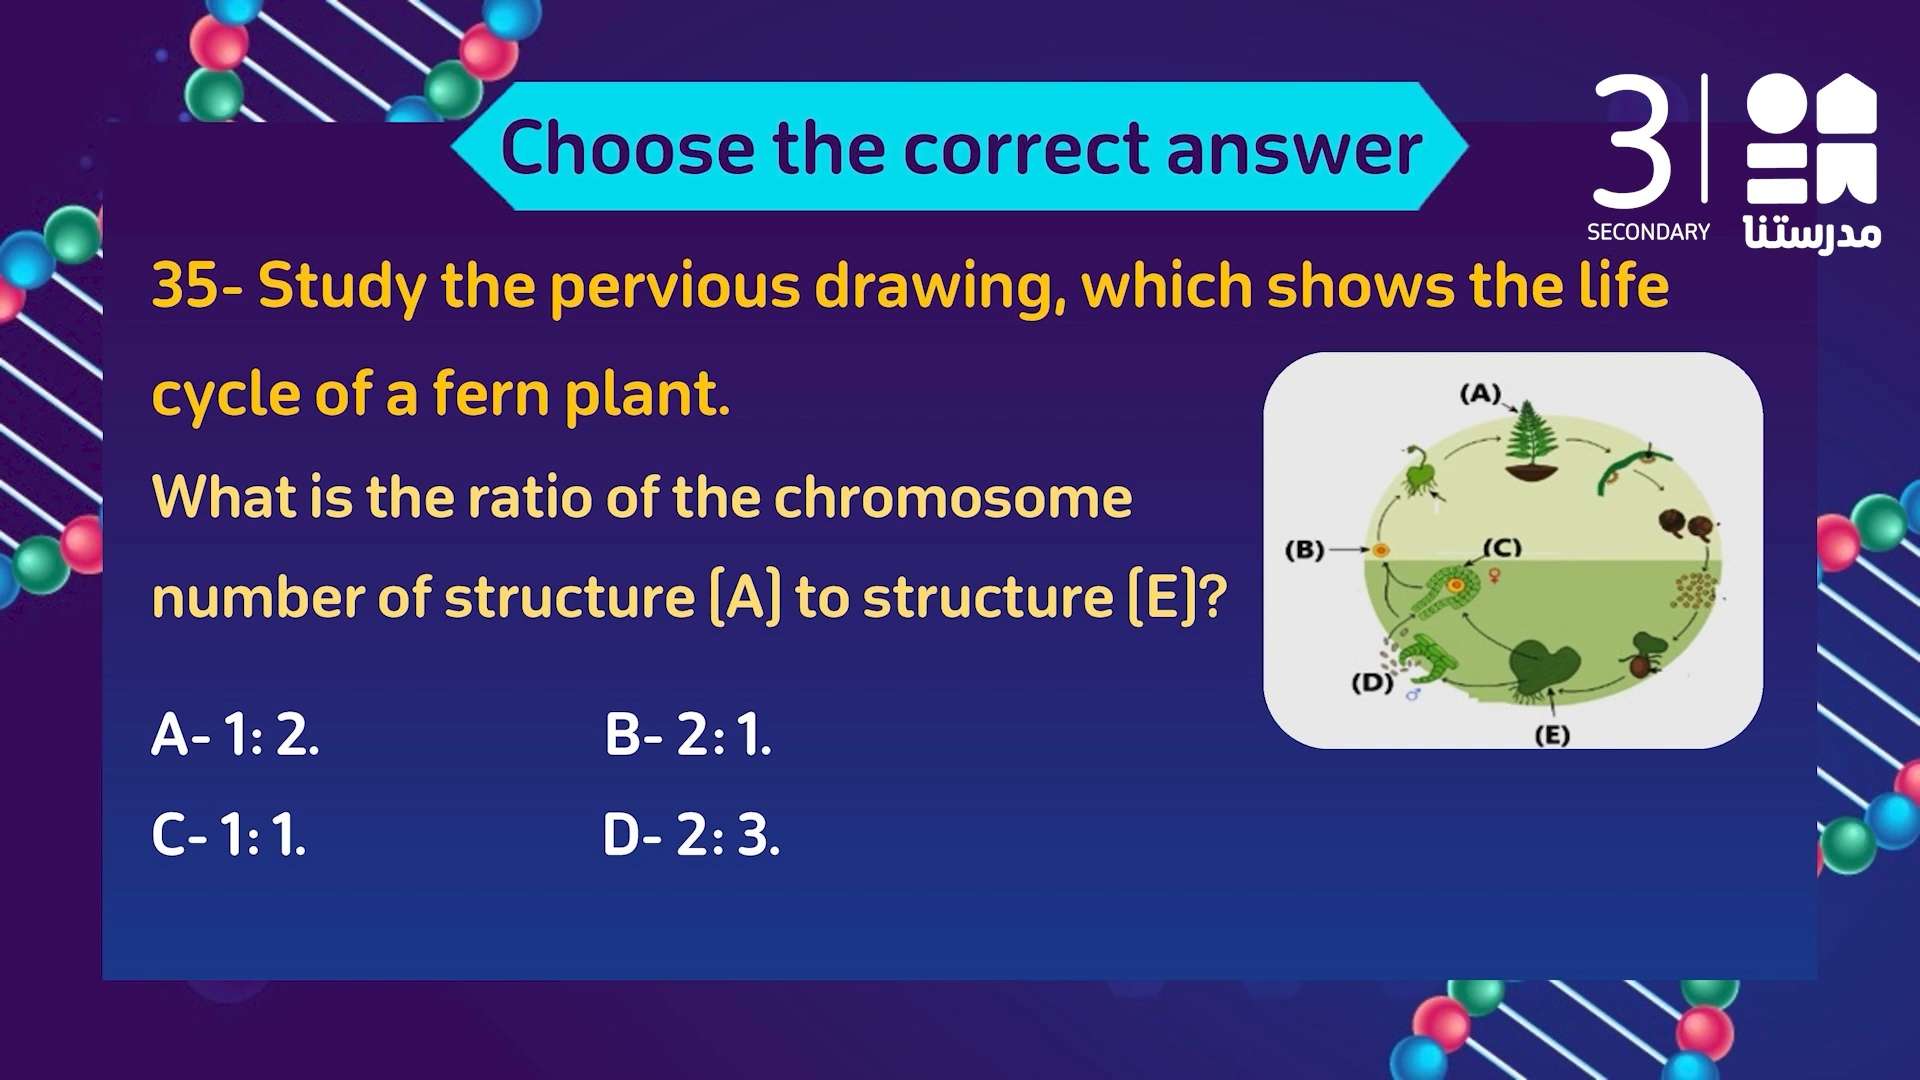 Choose the correct answer
3
SECONDARY
مدرستنا
35- Study the pervious drawing, which shows the life
cycle of a fern plant.
What is the ratio of the chromosome
number of structure (A) to structure (E)?
A- 1: 2.
B- 2: 1.
C- 1: 1.
D- 2: 3.
(A)
(B)
(C)
♀
(D)
♂
(E)